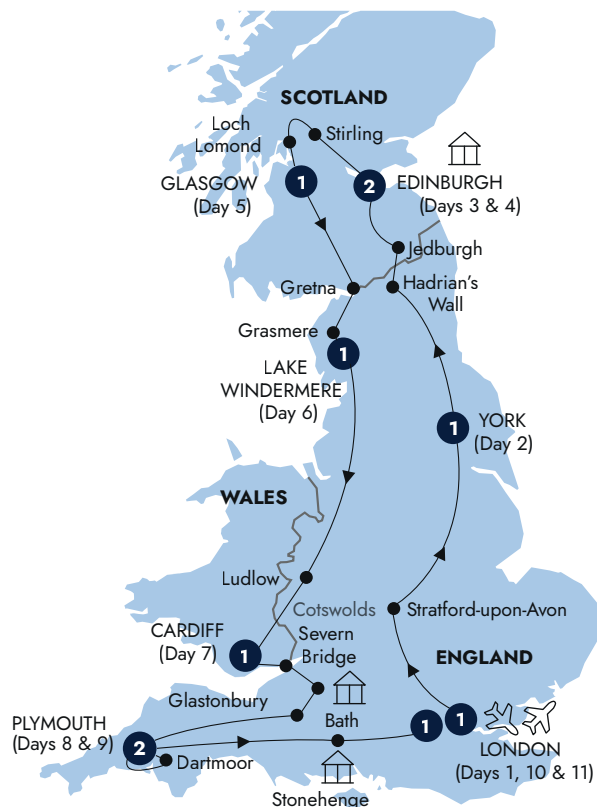 SCOTLAND
Loch
Lomond
Stirling
GLASGOW
(Day 5)
1
2
EDINBURGH
(Days 3 & 4)
Jedburgh
Gretna
Hadrian's
Wall
Grasmere
1
LAKE
WINDERMERE
(Day 6)
1
YORK
(Day 2)
WALES
Ludlow
Cotswolds
Stratford-upon-Avon
CARDIFF
(Day 7)
1
Severn
Bridge
ENGLAND
Glastonbury
PLYMOUTH
(Days 8 & 9)
2
Bath
1
1
LONDON
(Days 1, 10 & 11)
Dartmoor
Stonehenge